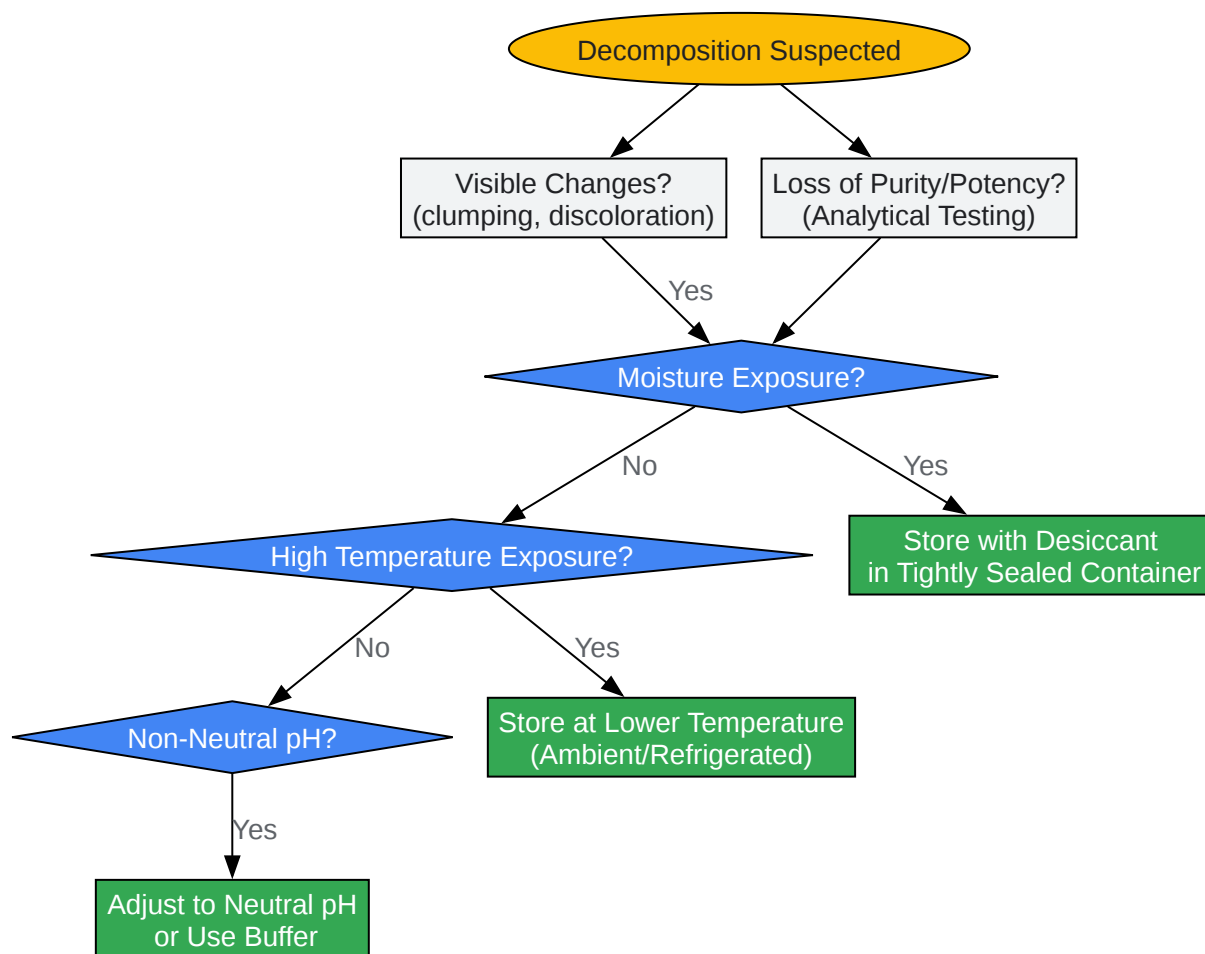 Decomposition Suspected
Visible Changes?
(clumping, discoloration)
Loss of Purity/Potency?
(Analytical Testing)
Yes
Moisture Exposure?
No
Yes
High Temperature Exposure?
Store with Desiccant
in Tightly Sealed Container
No
Yes
Non-Neutral pH?
Store at Lower Temperature
(Ambient/Refrigerated)
Yes
Adjust to Neutral pH
or Use Buffer